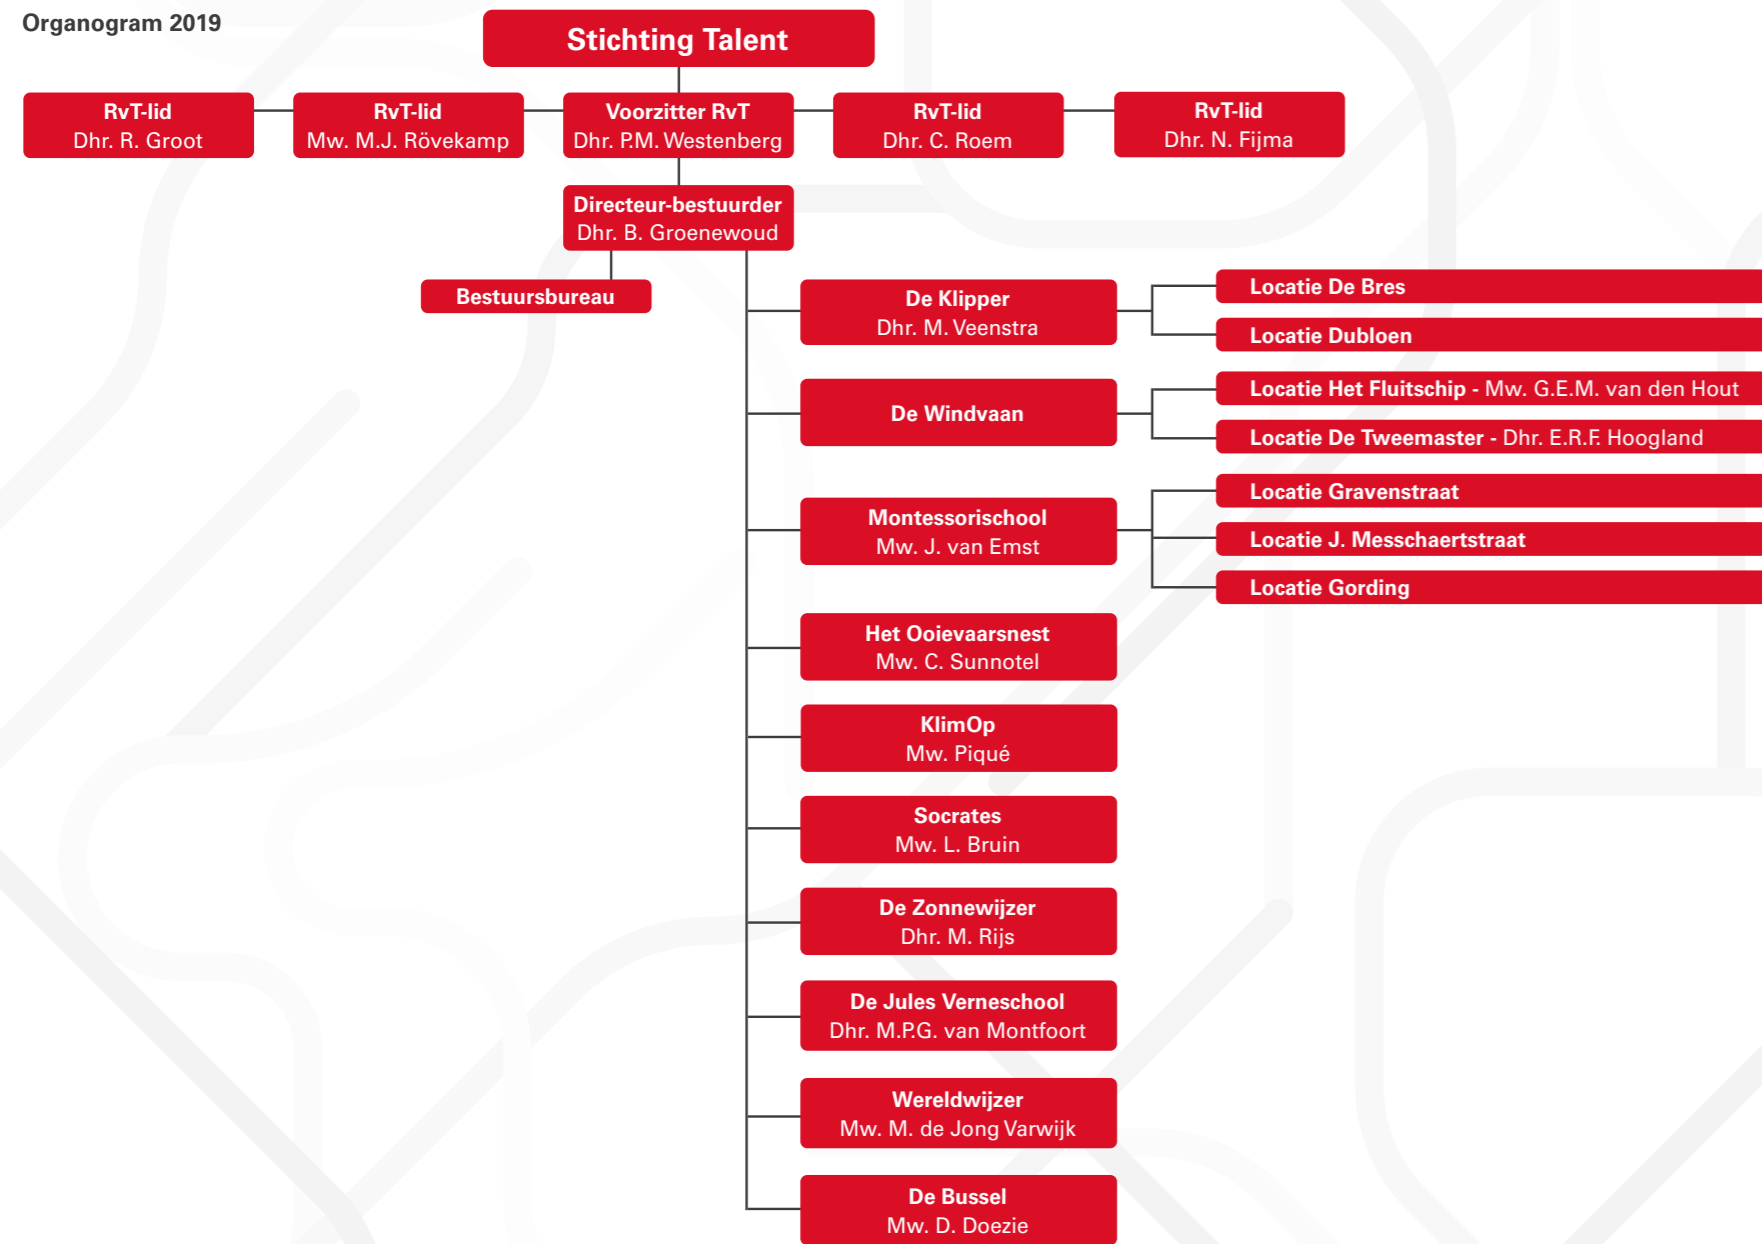 Organogram 2019
Stichting Talent
RvT-lid
Dhr. R. Groot
RvT-lid
Mw. M.J. Rövekamp
Voorzitter RvT
Dhr. P.M. Westenberg
RvT-lid
Dhr. C. Roem
RvT-lid
Dhr. N. Fijma
Directeur-bestuurder
Dhr. B. Groenewoud
Bestuursbureau
De Klipper
Dhr. M. Veenstra
Locatie De Bres
Locatie Dubloen
De Windvaan
Locatie Het Fluitschip - Mw. G.E.M. van den Hout
Locatie De Tweemaster - Dhr. E.R.F. Hoogland
Montessorischool
Mw. J. van Emst
Locatie Gravenstraat
Locatie J. Messchaertstraat
Locatie Gording
Het Ooievaarsnest
Mw. C. Sunnotel
KlimOp
Mw. Piqué
Socrates
Mw. L. Bruin
De Zonnewijzer
Dhr. M. Rijs
De Jules Verneschool
Dhr. M.P.G. van Montfoort
Wereldwijzer
Mw. M. de Jong Varwijk
De Bussel
Mw. D. Doezie